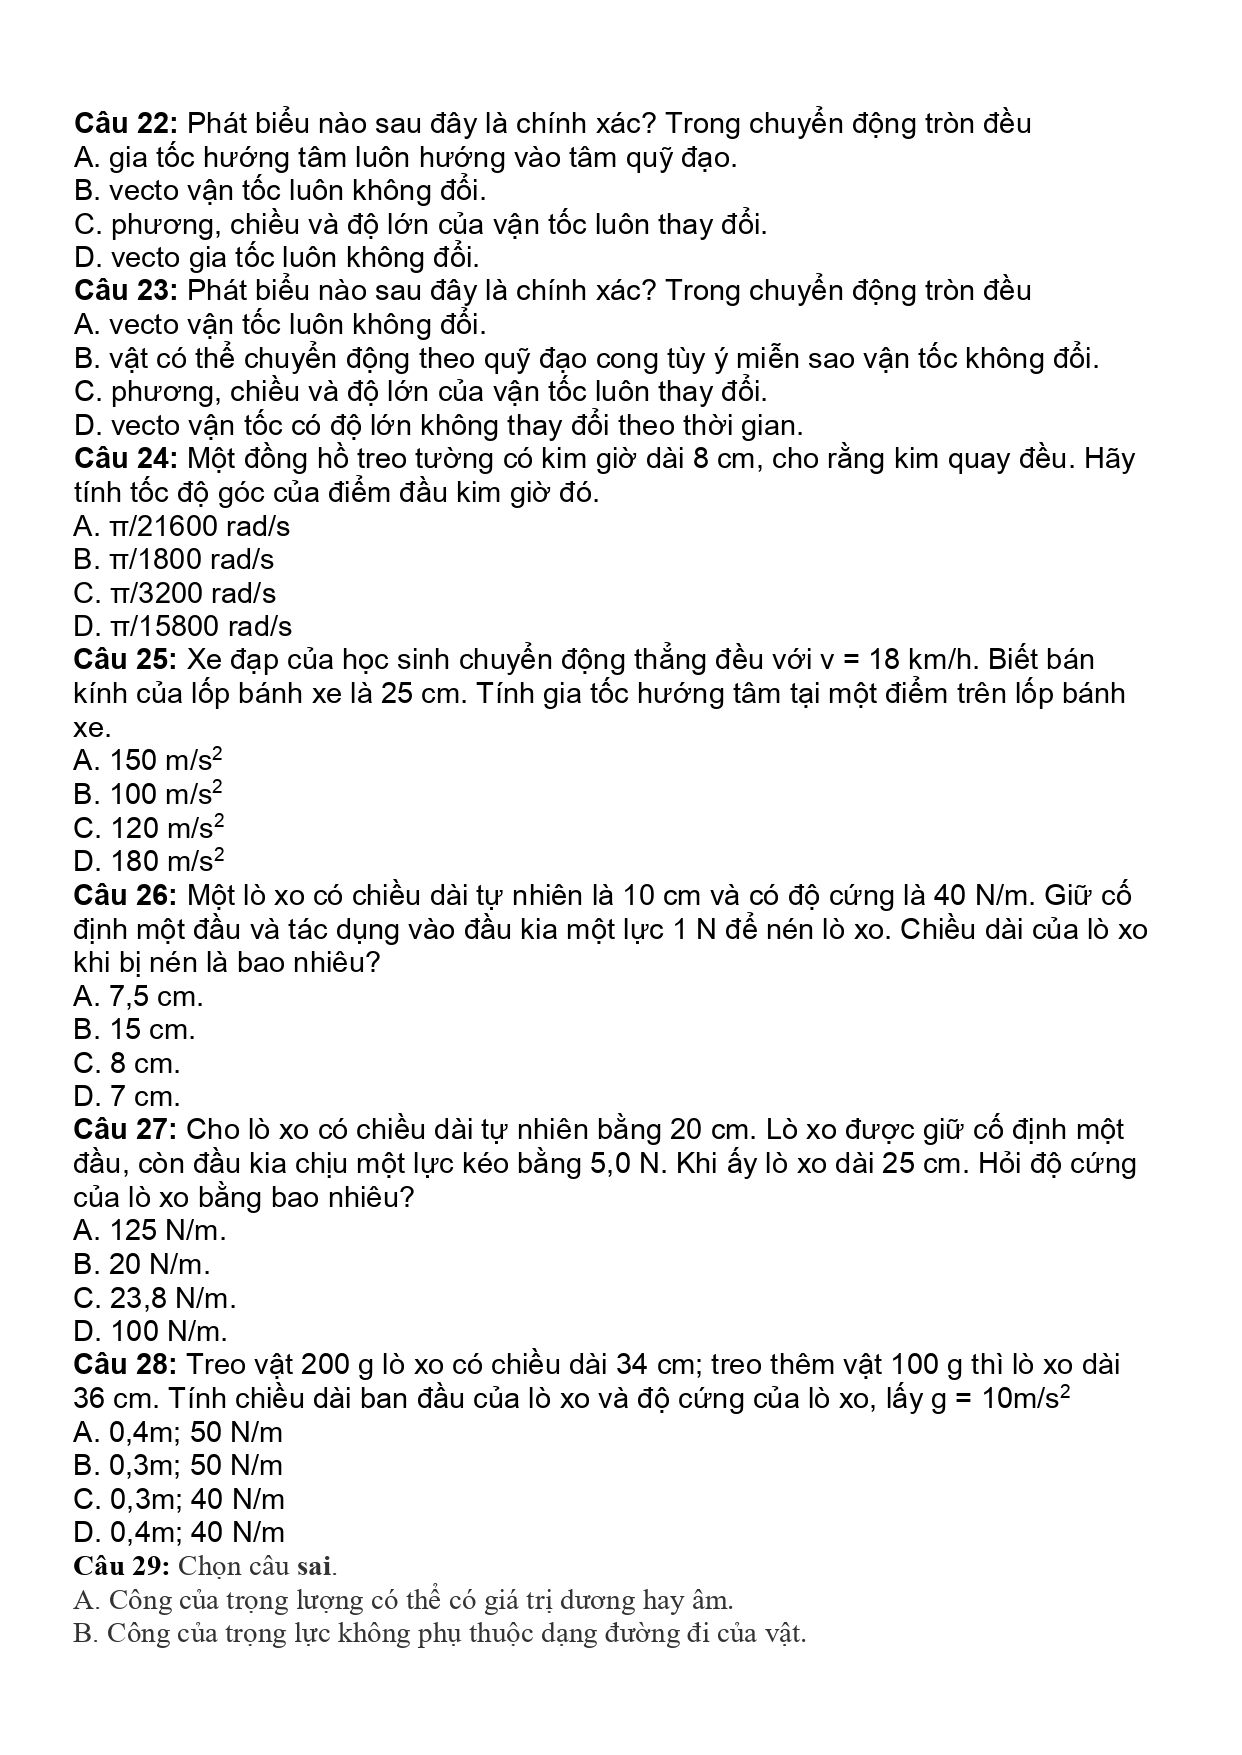 Câu 22: Phát biểu nào sau đây là chính xác? Trong chuyển động tròn đều
A. gia tốc hướng tâm luôn hướng vào tâm quỹ đạo.
B. vecto vận tốc luôn không đổi.
C. phương, chiều và độ lớn của vận tốc luôn thay đổi.
D. vecto gia tốc luôn không đổi.
Câu 23: Phát biểu nào sau đây là chính xác? Trong chuyển động tròn đều
A. vecto vận tốc luôn không đổi.
B. vật có thể chuyển động theo quỹ đạo cong tùy ý miễn sao vận tốc không đổi.
C. phương, chiều và độ lớn của vận tốc luôn thay đổi.
D. vecto vận tốc có độ lớn không thay đổi theo thời gian.
Câu 24: Một đồng hồ treo tường có kim giờ dài 8 cm, cho rằng kim quay đều. Hãy
tính tốc độ góc của điểm đầu kim giờ đó.
A. π/21600 rad/s
B. π/1800 rad/s
C. π/3200 rad/s
D. π/15800 rad/s
Câu 25: Xe đạp của học sinh chuyển động thẳng đều với v = 18 km/h. Biết bán
kính của lốp bánh xe là 25 cm. Tính gia tốc hướng tâm tại một điểm trên lốp bánh
xe.
A. 150 m/s²
B. 100 m/s²
C. 120 m/s²
D. 180 m/s²
Câu 26: Một lò xo có chiều dài tự nhiên là 10 cm và có độ cứng là 40 N/m. Giữ cố
định một đầu và tác dụng vào đầu kia một lực 1 N để nén lò xo. Chiều dài của lò xo
khi bị nén là bao nhiêu?
A. 7,5 cm.
B. 15 cm.
C. 8 cm.
D. 7 cm.
Câu 27: Cho lò xo có chiều dài tự nhiên bằng 20 cm. Lò xo được giữ cố định một
đầu, còn đầu kia chịu một lực kéo bằng 5,0 N. Khi ấy lò xo dài 25 cm. Hỏi độ cứng
của lò xo bằng bao nhiêu?
A. 125 N/m.
B. 20 N/m.
C. 23,8 N/m.
D. 100 N/m.
Câu 28: Treo vật 200 g lò xo có chiều dài 34 cm; treo thêm vật 100 g thì lò xo dài
36 cm. Tính chiều dài ban đầu của lò xo và độ cứng của lò xo, lấy g = 10m/s²
A. 0,4m; 50 N/m
B. 0,3m; 50 N/m
C. 0,3m; 40 N/m
D. 0,4m; 40 N/m
Câu 29: Chọn câu sai.
A. Công của trọng lượng có thể có giá trị dương hay âm.
B. Công của trọng lực không phụ thuộc dạng đường đi của vật.